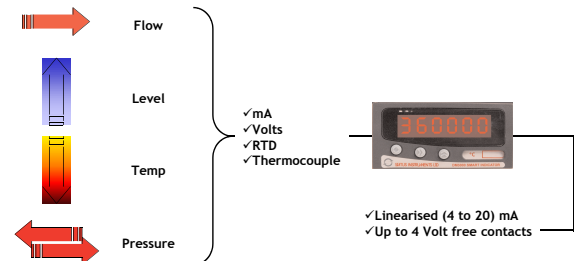 Flow
Level
Temp
Pressure
✓mA
✓Volts
✓RTD
✓Thermocouple
360000
°C
✓Linearised (4 to 20) mA
✓Up to 4 Volt free contacts